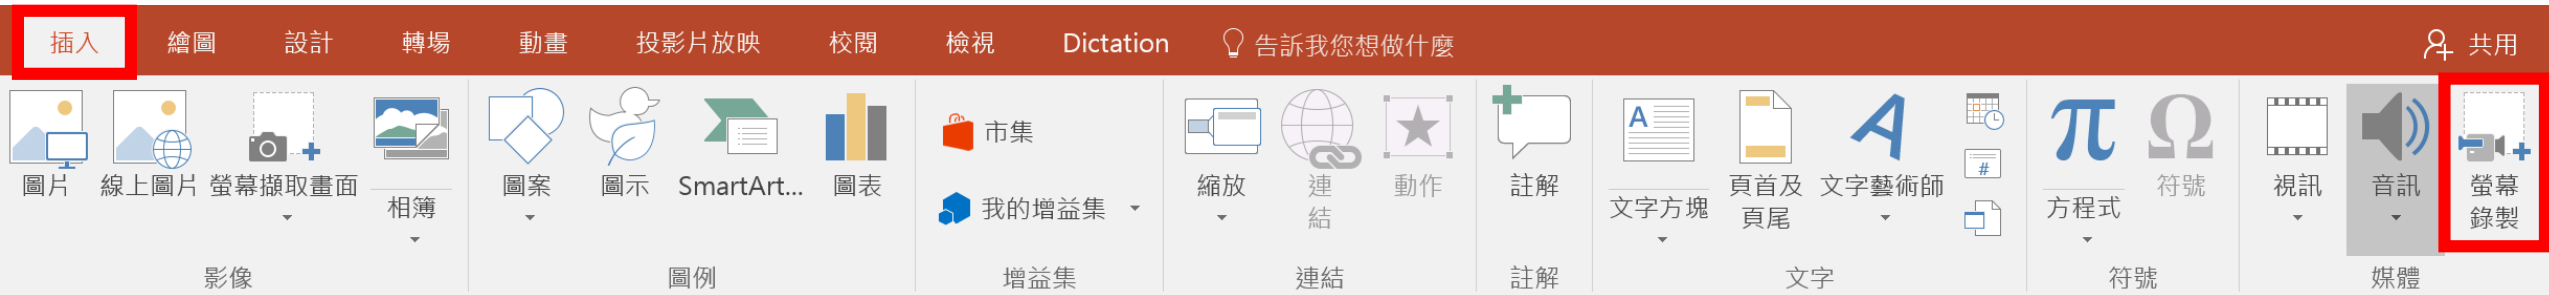 插入 繪圖 設計 轉場 動畫 投影片放映 校閱 檢視 Dictation 告訴我您想做什麼 共用
圖片
線上圖片
螢幕擷取畫面
相簿
影像
圖案
圖示
SmartArt...
圖表
圖例
市集
我的增益集
增益集
縮放
連
結
動作
連結
註解
註解
A
文字方塊
頁首及
頁尾
A
文字藝術師
#
文字
π
方程式
Ω
符號
符號
視訊
音訊
螢幕
錄製
媒體